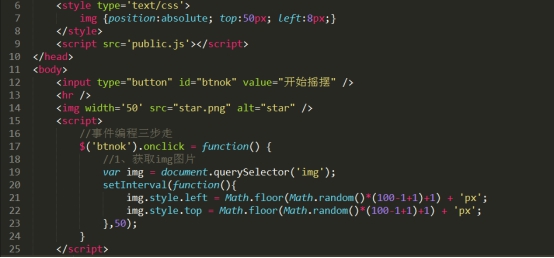 6 <style type='text/css'>
7 img {position:absolute; top:50px; left:8px;}
8 </style>
9 <script src='public.js'></script>
10 </head>
11 <body>
12 <input type="button" id="btnok" value="开始摇摆" />
13 <hr />
14 <img width='50' src="star.png" alt="star" />
15 <script>
16 //事件编程三步走
17 $('btnok').onclick = function() {
18 //1、获取img图片
19 var img = document.querySelector('img');
20 setInterval(function(){
21 img.style.left = Math.floor(Math.random()*(100-1+1)+1) + 'px';
22 img.style.top = Math.floor(Math.random()*(100-1+1)+1) + 'px';
23 },50);
24 }
25 </script>